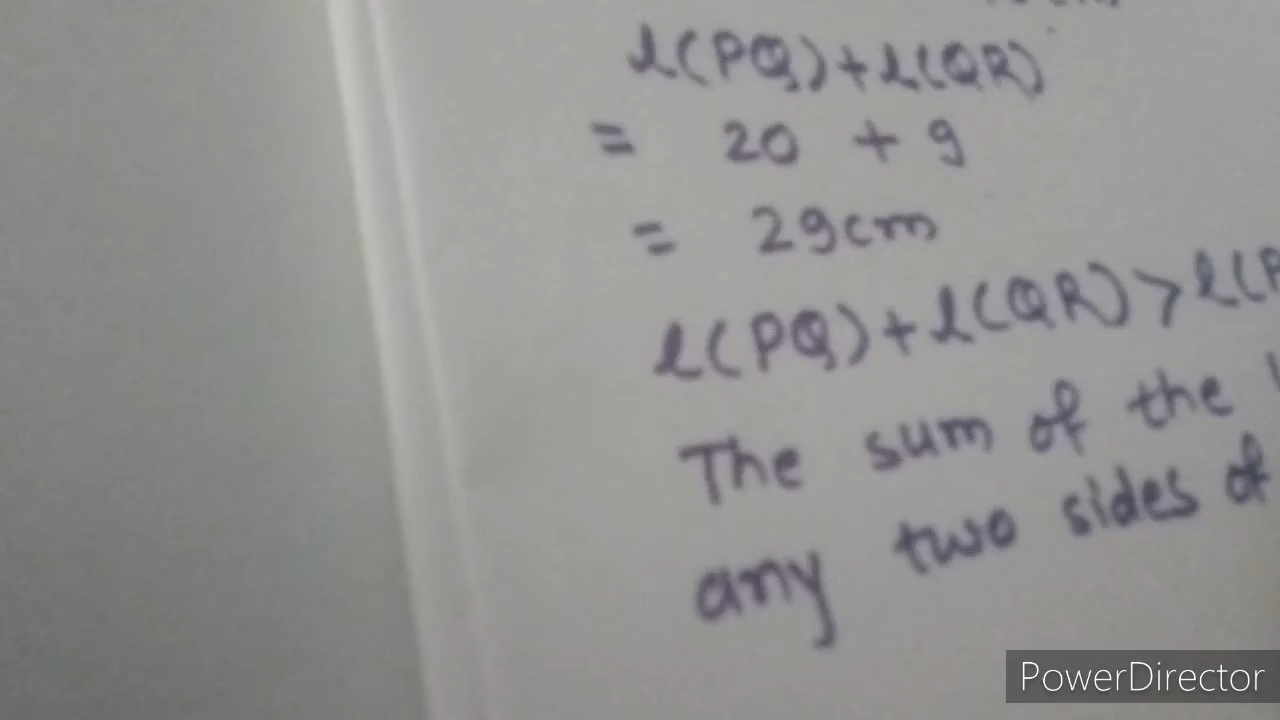 l(PQ)+l(QR)
= 20 + 9
= 29cm
l(PQ)+l(QR)>l(P
The sum of the
any two sides of
PowerDirector